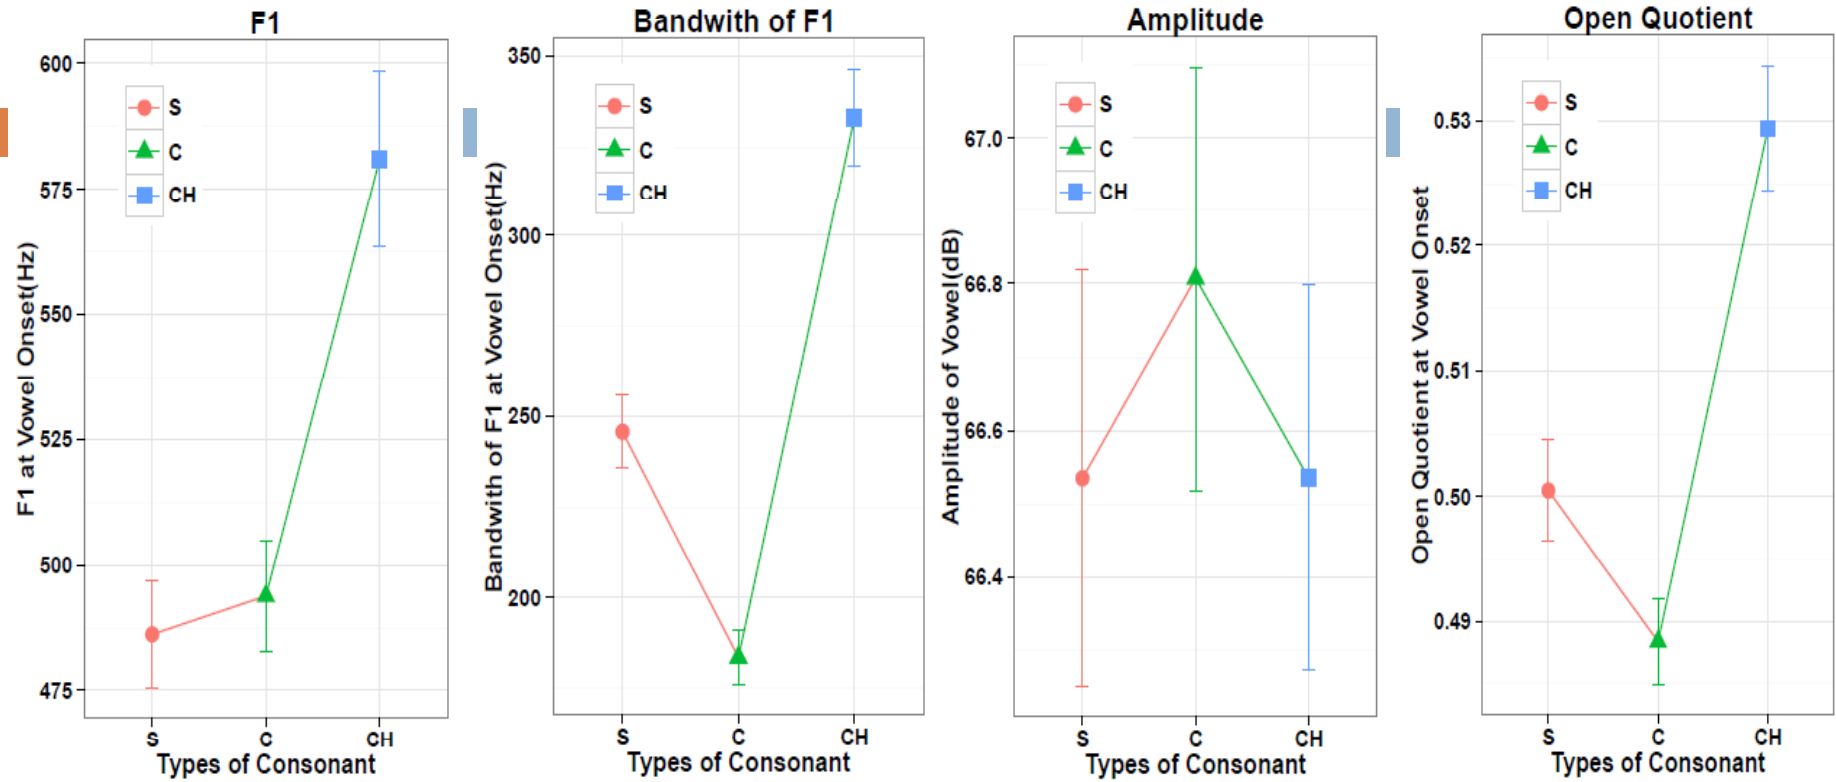 F1
600
575
550
525
500
475
F1 at Vowel Onset(Hz)
S
C
CH
S
C
CH
Types of Consonant
Bandwith of F1
350
300
250
200
Bandwith of F1 at Vowel Onset(Hz)
S
C
CH
S
C
CH
Types of Consonant
Amplitude
67.0
66.8
66.6
66.4
Amplitude of Vowel(dB)
S
C
CH
S
C
CH
Types of Consonant
Open Quotient
0.53
0.52
0.51
0.50
0.49
Open Quotient at Vowel Onset
S
C
CH
S
C
CH
Types of Consonant